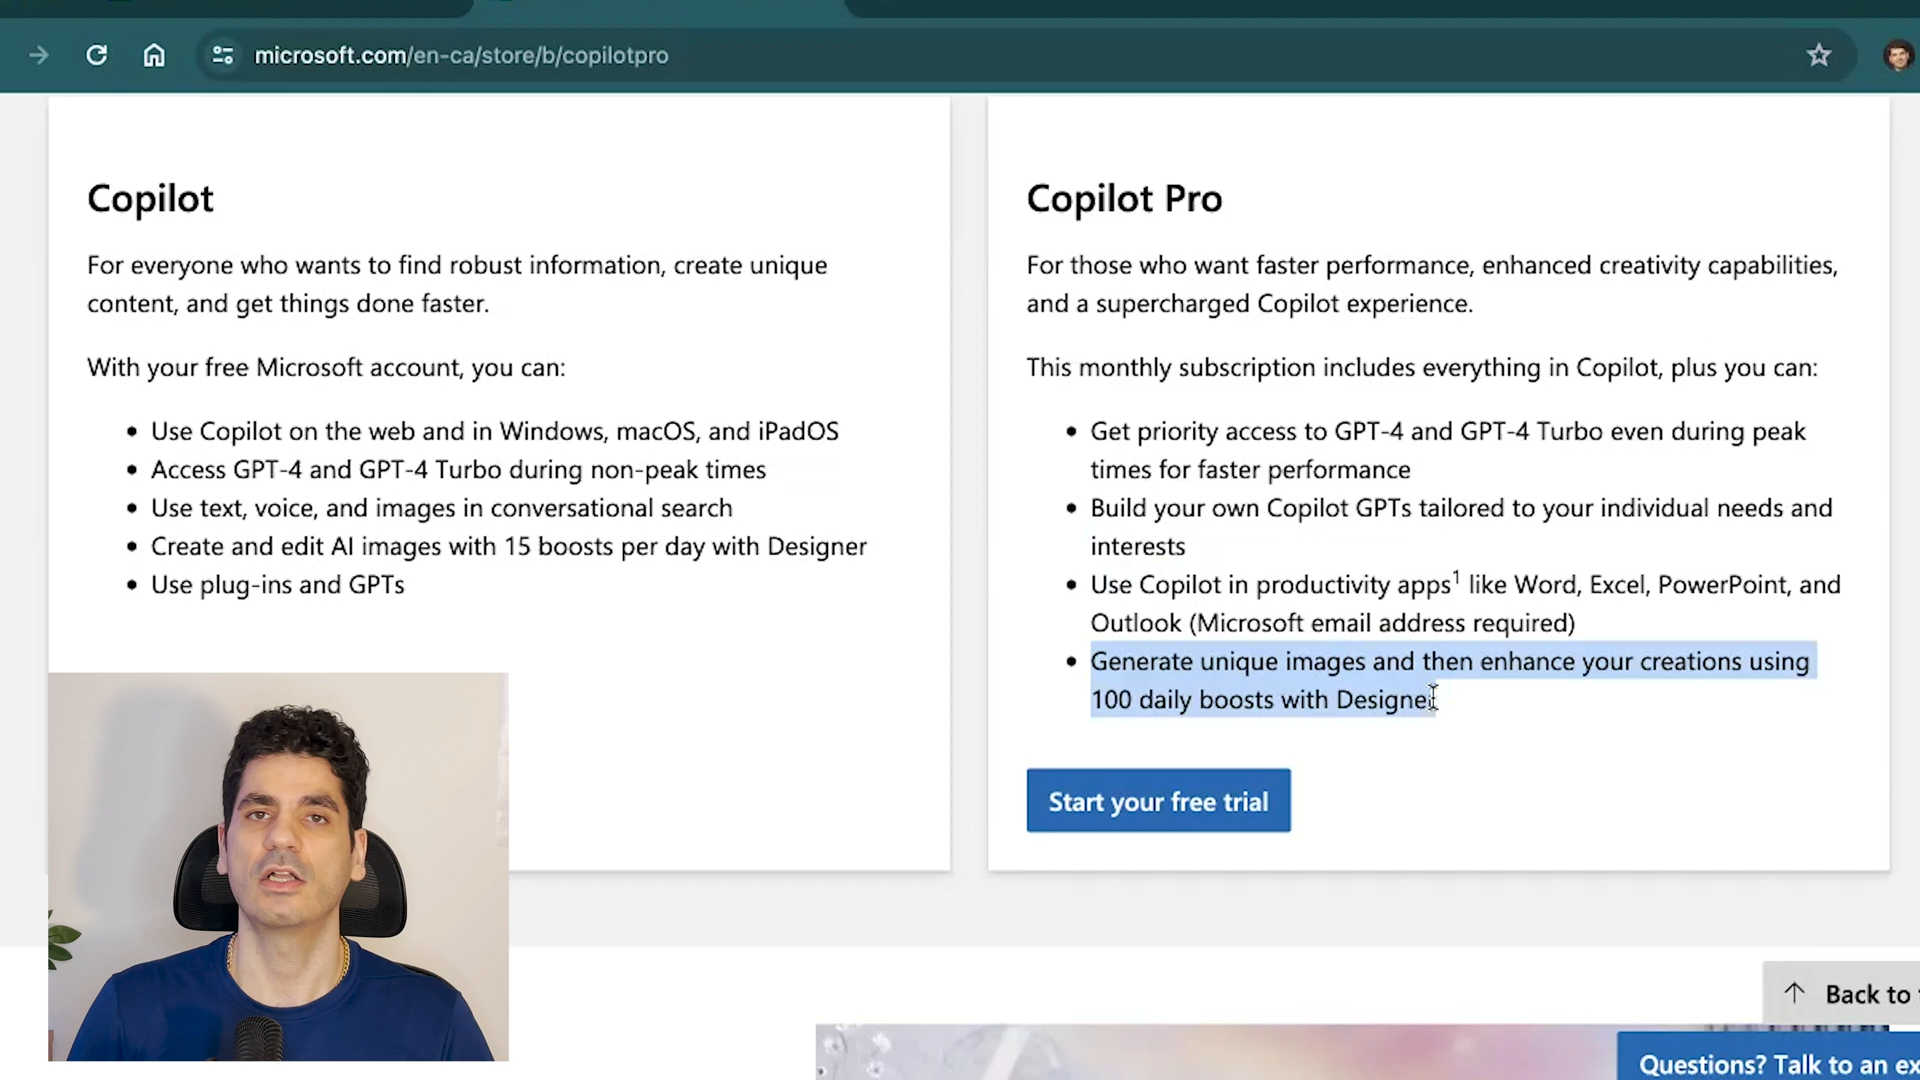 microsoft.com/en-ca/store/b/copilotpro
Copilot
For everyone who wants to find robust information, create unique
content, and get things done faster.
With your free Microsoft account, you can:
• Use Copilot on the web and in Windows, macOS, and iPadOS
• Access GPT-4 and GPT-4 Turbo during non-peak times
• Use text, voice, and images in conversational search
• Create and edit AI images with 15 boosts per day with Designer
• Use plug-ins and GPTs
Copilot Pro
For those who want faster performance, enhanced creativity capabilities,
and a supercharged Copilot experience.
This monthly subscription includes everything in Copilot, plus you can:
• Get priority access to GPT-4 and GPT-4 Turbo even during peak
times for faster performance
• Build your own Copilot GPTs tailored to your individual needs and
interests
• Use Copilot in productivity apps¹ like Word, Excel, PowerPoint, and
Outlook (Microsoft email address required)
• Generate unique images and then enhance your creations using
100 daily boosts with Designer
Start your free trial
Back to
Questions? Talk to an